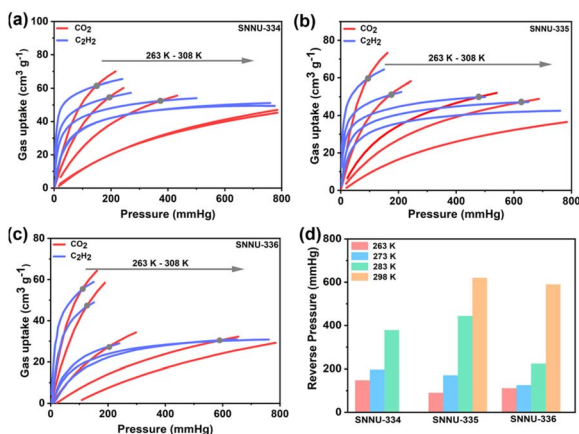 (a)
CO2
C2H2
SNNU-334
263 K - 308 K
Gas uptake (cm3 g-1)
100
80
60
40
20
0
0 200 400 600 800
Pressure (mmHg)
(b)
CO2
C2H2
SNNU-335
263 K - 308 K
Gas uptake (cm3 g-1)
80
60
40
20
0
0 200 400 600 800
Pressure (mmHg)
(c)
CO2
C2H2
SNNU-336
263 K - 308 K
Gas uptake (cm3 g-1)
80
60
40
20
0
0 200 400 600 800
Pressure (mmHg)
(d)
263 K
273 K
283 K
298 K
Reverse Pressure (mmHg)
800
600
400
200
0
SNNU-334 SNNU-335 SNNU-336